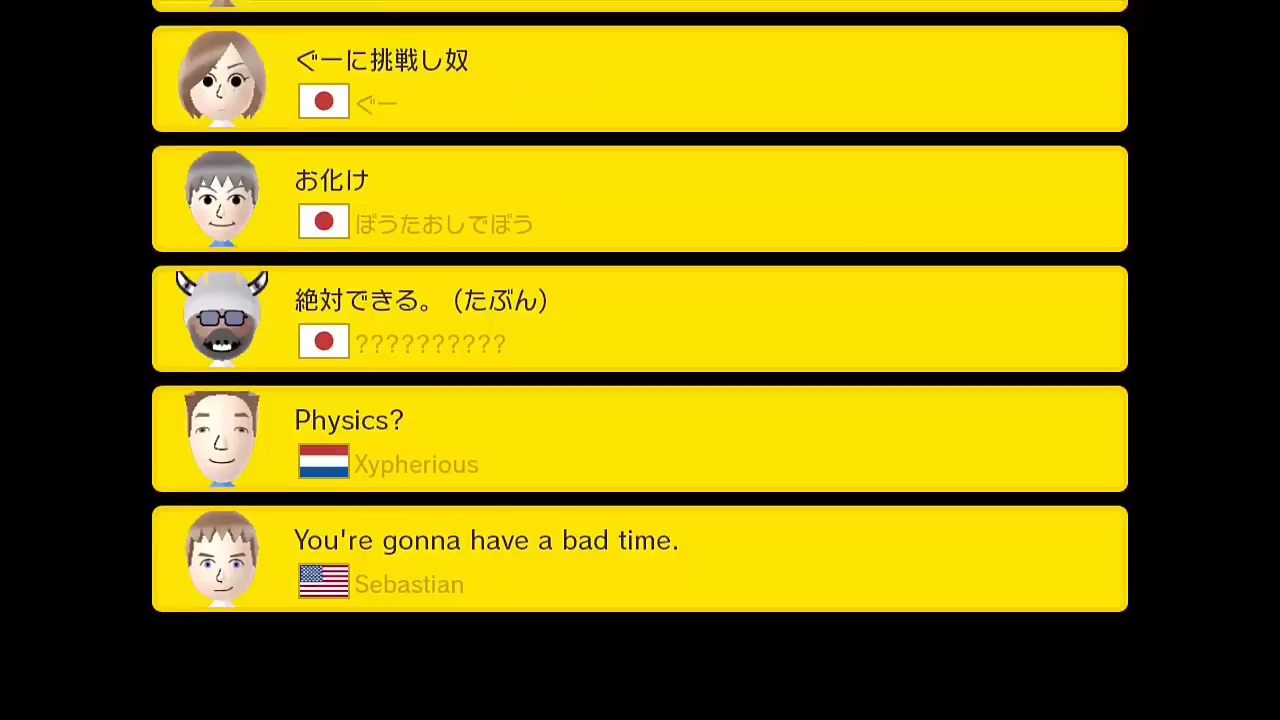 ぐーに挑戦し奴
ぐー
お化け
ぼうたおしでぼう
絶対できる。（たぶん）
??????????
Physics?
Xypherious
You're gonna have a bad time.
Sebastian